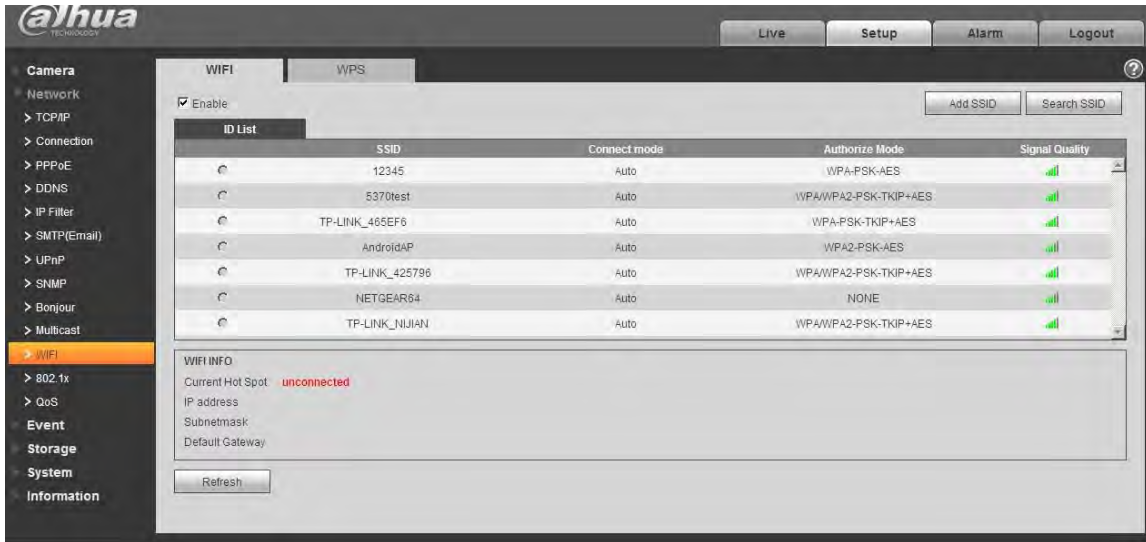 alhua
TECHNOLOGY
Live Setup Alarm Logout
Camera
Network
> TCP/IP
> Connection
> PPPoE
> DDNS
> IP Filter
> SMTP(Email)
> UPnP
> SNMP
> Bonjour
> Multicast
> WIFI
> 802.1x
> QoS
Event
Storage
System
Information
WIFI WPS
?
Enable Add SSID Search SSID
ID List
SSID Connect mode Authorize Mode Signal Quality
12345 Auto WPA-PSK-AES
5370test Auto WPA/WPA2-PSK-TKIP+AES
TP-LINK_465EF6 Auto WPA-PSK-TKIP+AES
AndroidAP Auto WPA2-PSK-AES
TP-LINK_425796 Auto WPA/WPA2-PSK-TKIP+AES
NETGEAR64 Auto NONE
TP-LINK_NIJIAN Auto WPA/WPA2-PSK-TKIP+AES
WIFI INFO
Current Hot Spot unconnected
IP address
Subnetmask
Default Gateway
Refresh